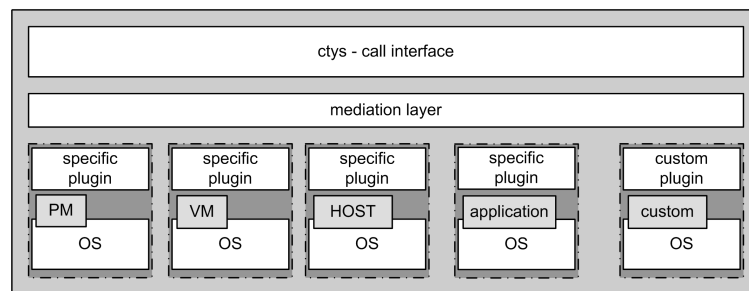 ctys - call interface
mediation layer
specific
plugin
PM
OS
specific
plugin
VM
OS
specific
plugin
HOST
OS
specific
plugin
application
OS
custom
plugin
custom
OS